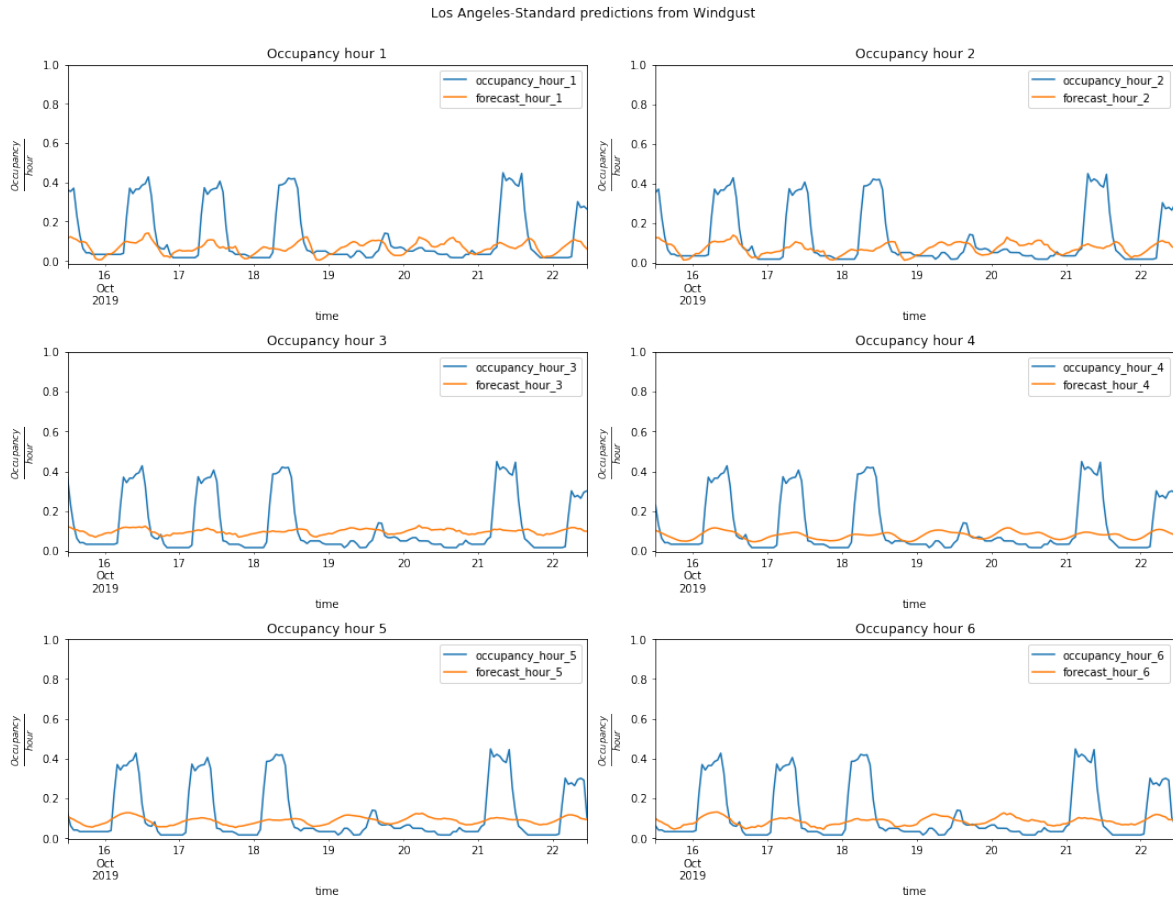 Los Angeles-Standard predictions from Windgust
Occupancy hour 1
1.0
0.8
0.6
0.4
0.2
0.0
Occupancy
hour
occupancy_hour_1
forecast_hour_1
16
17
18
19
20
21
22
Oct
2019
time
Occupancy hour 2
1.0
0.8
0.6
0.4
0.2
0.0
Occupancy
hour
occupancy_hour_2
forecast_hour_2
16
17
18
19
20
21
22
Oct
2019
time
Occupancy hour 3
1.0
0.8
0.6
0.4
0.2
0.0
Occupancy
hour
occupancy_hour_3
forecast_hour_3
16
17
18
19
20
21
22
Oct
2019
time
Occupancy hour 4
1.0
0.8
0.6
0.4
0.2
0.0
Occupancy
hour
occupancy_hour_4
forecast_hour_4
16
17
18
19
20
21
22
Oct
2019
time
Occupancy hour 5
1.0
0.8
0.6
0.4
0.2
0.0
Occupancy
hour
occupancy_hour_5
forecast_hour_5
16
17
18
19
20
21
22
Oct
2019
time
Occupancy hour 6
1.0
0.8
0.6
0.4
0.2
0.0
Occupancy
hour
occupancy_hour_6
forecast_hour_6
16
17
18
19
20
21
22
Oct
2019
time